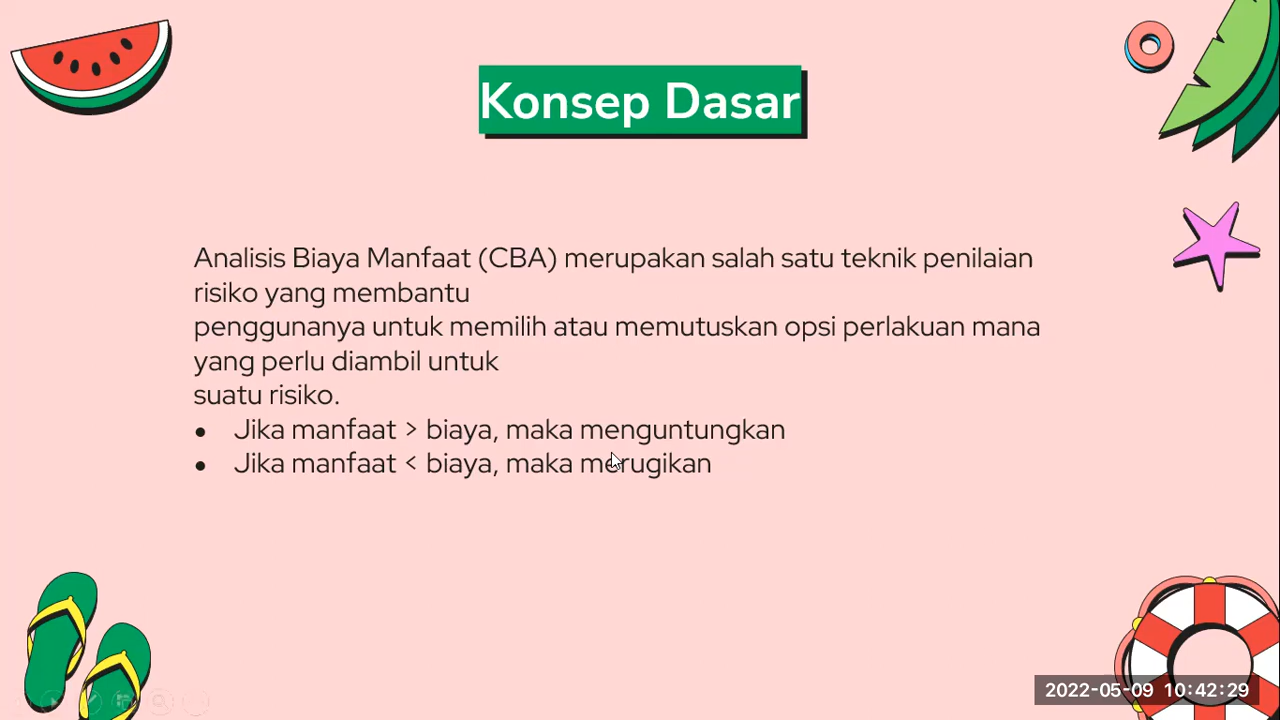 Konsep Dasar
Analisis Biaya Manfaat (CBA) merupakan salah satu teknik penilaian
risiko yang membantu
penggunanya untuk memilih atau memutuskan opsi perlakuan mana
yang perlu diambil untuk
suatu risiko.
• Jika manfaat > biaya, maka menguntungkan
• Jika manfaat < biaya, maka merugikan
2022-05-09 10:42:29